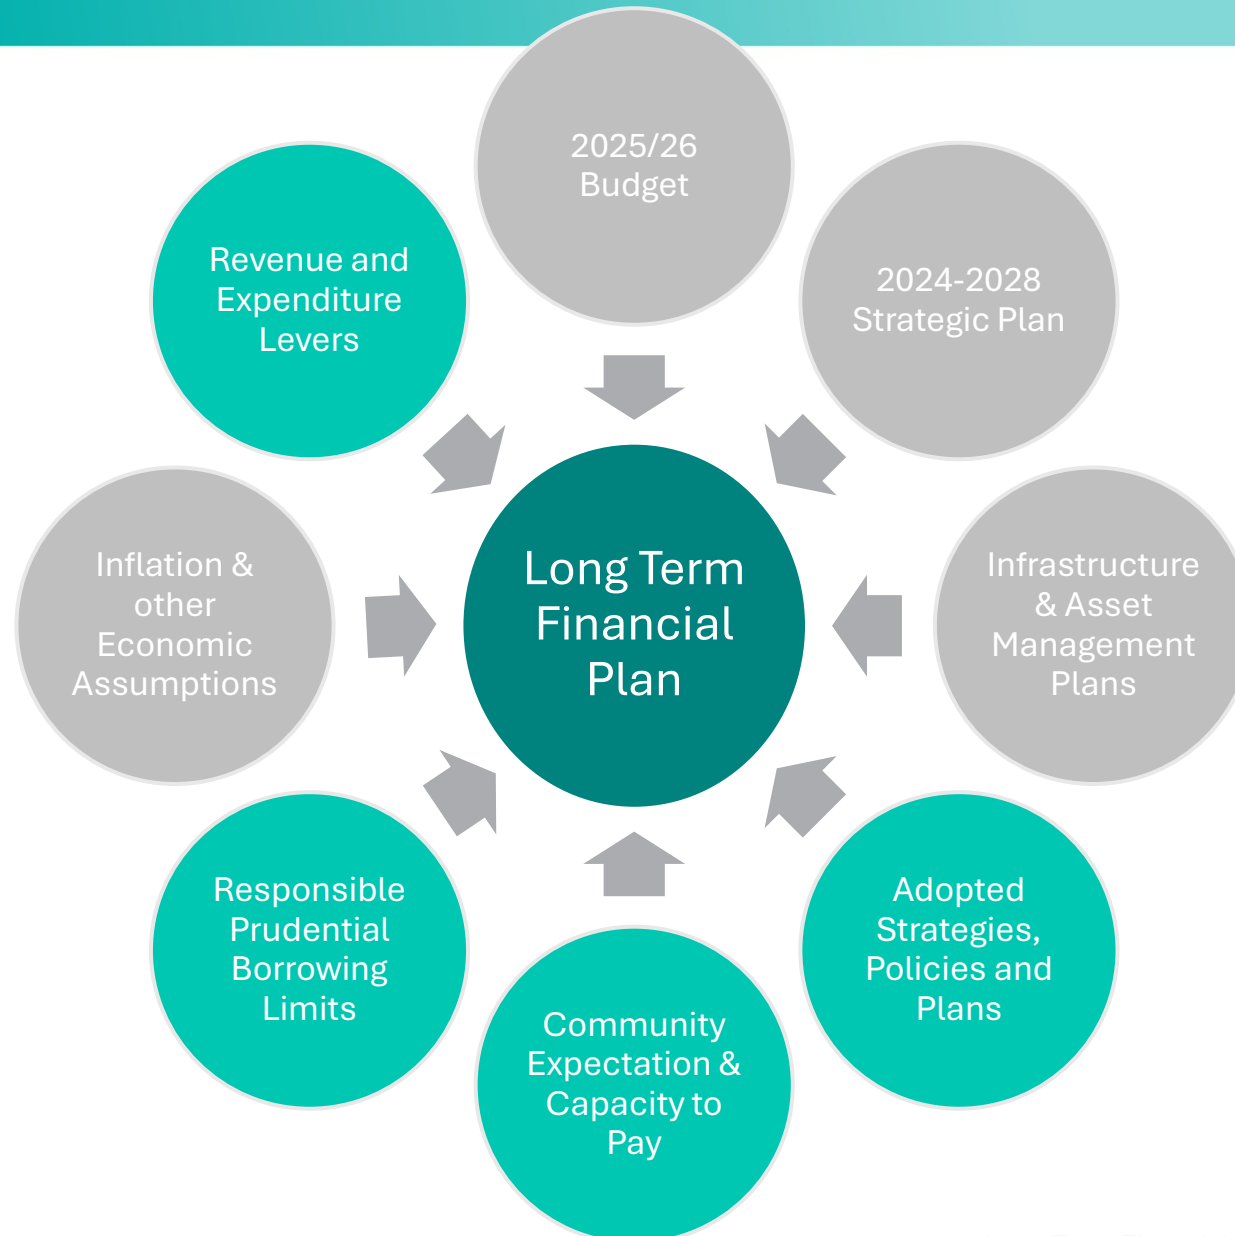 2025/26
Budget
Revenue and
Expenditure
Levers
2024-2028
Strategic Plan
Inflation &
other
Economic
Assumptions
Long Term
Financial
Plan
Infrastructure
& Asset
Management
Plans
Responsible
Prudential
Borrowing
Limits
Adopted
Strategies,
Policies and
Plans
Community
Expectation &
Capacity to
Pay